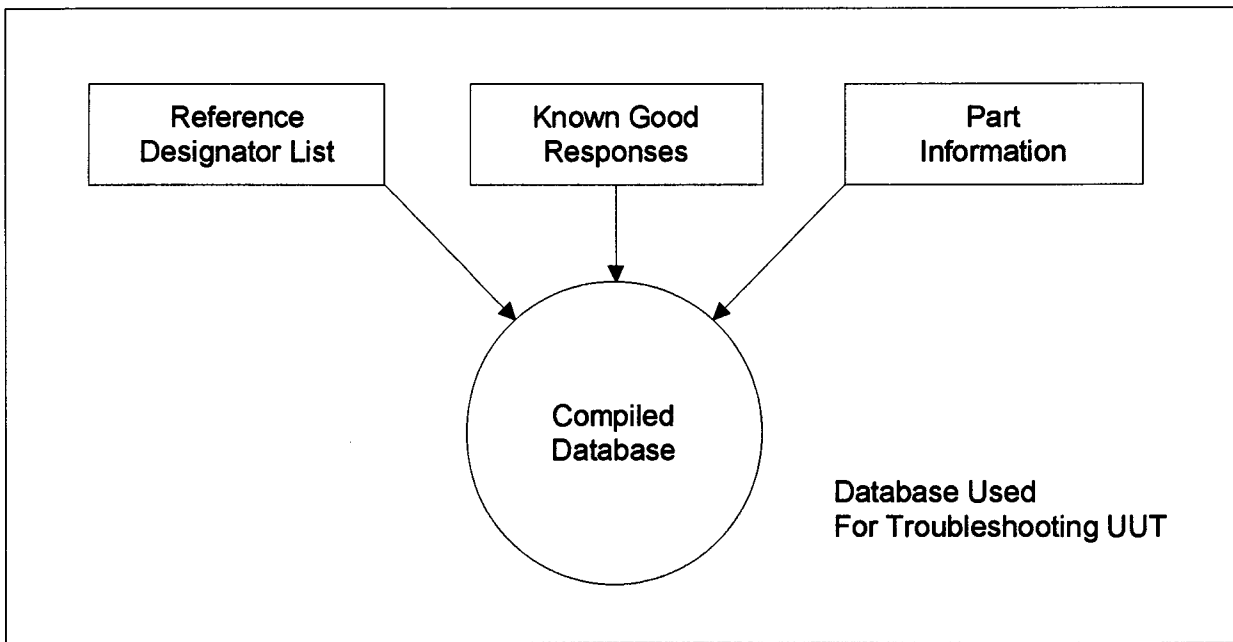 Reference
Designator List
Known Good
Responses
Part
Information
Compiled
Database
Database Used
For Troubleshooting UUT